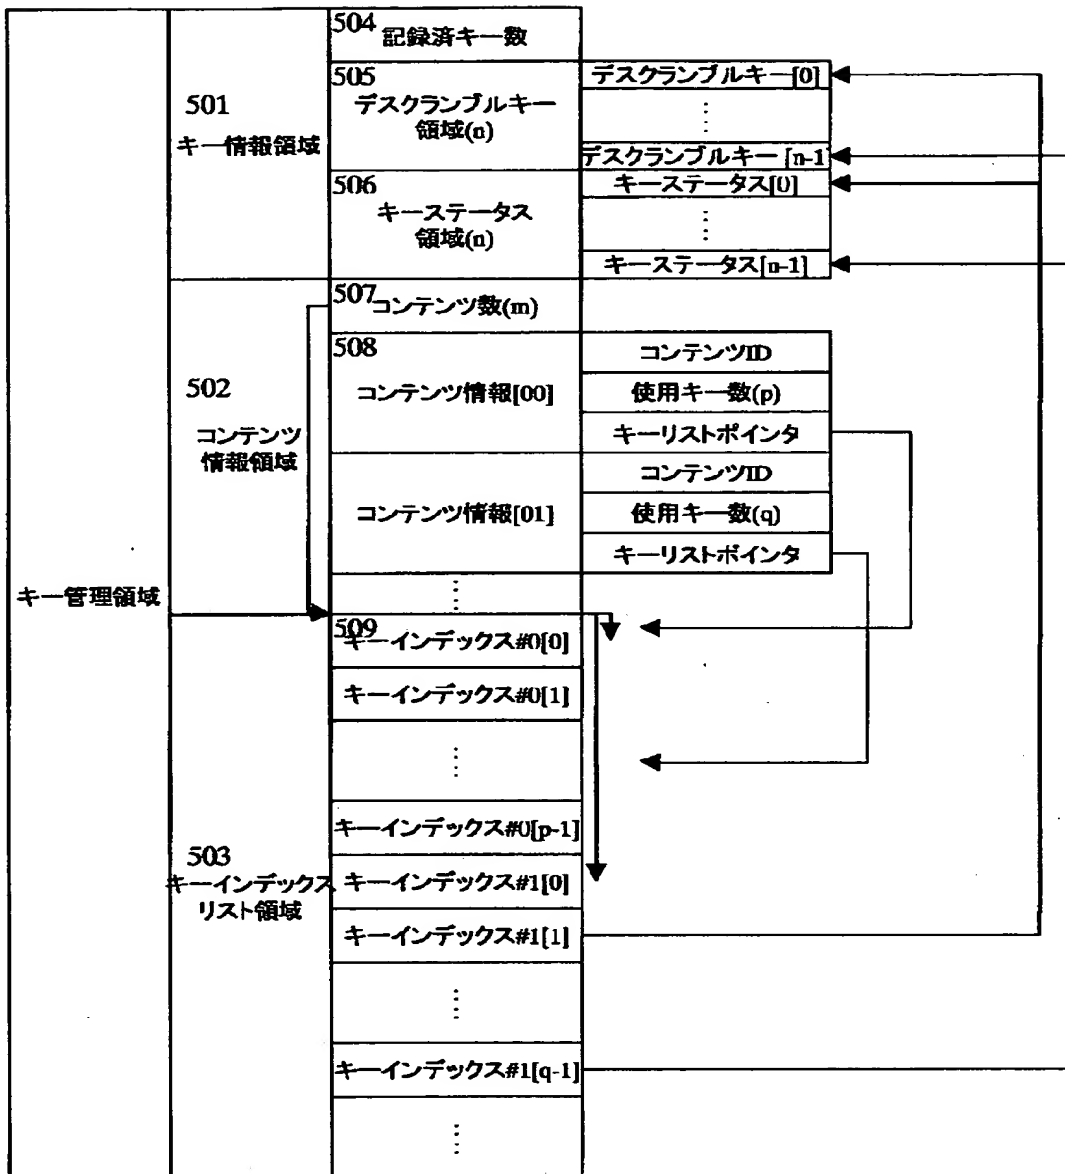 キー管理領域
501
キー情報領域
504
記録済キー数
505
デスクランブルキー
領域(n)
デスクランブルキー[0]
⋮
デスクランブルキー[n-1
506
キーステータス
領域(n)
キーステータス[0]
⋮
キーステータス[n-1]
502
コンテンツ
情報領域
507
コンテンツ数(m)
508
コンテンツ情報[00]
コンテンツID
使用キー数(p)
キーリストポインタ
コンテンツ情報[01]
コンテンツID
使用キー数(q)
キーリストポインタ
⋮
503
キーインデックス
リスト領域
509
キーインデックス#0[0]
キーインデックス#0[1]
⋮
キーインデックス#0[p-1]
キーインデックス#1[0]
キーインデックス#1[1]
⋮
キーインデックス#1[q-1]
⋮